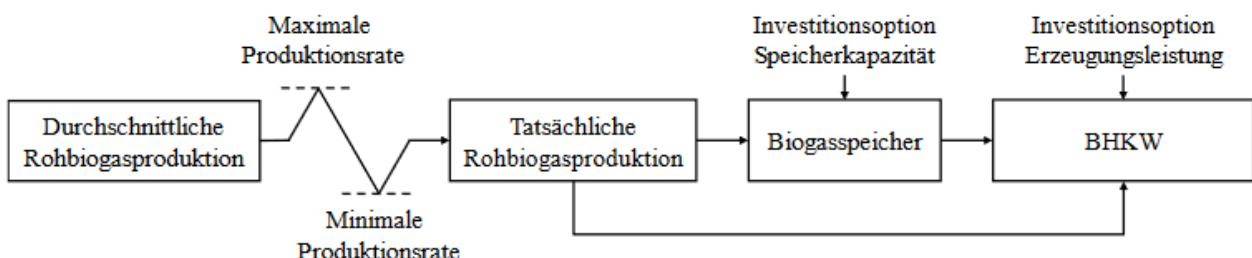 Maximale
Produktionsrate
Investitionsoption
Speicherkapazität
Investitionsoption
Erzeugungsleistung
Durchschnittliche
Rohbiogasproduktion
Tatsächliche
Rohbiogasproduktion
Biogasspeicher
BHKW
Minimale
Produktionsrate